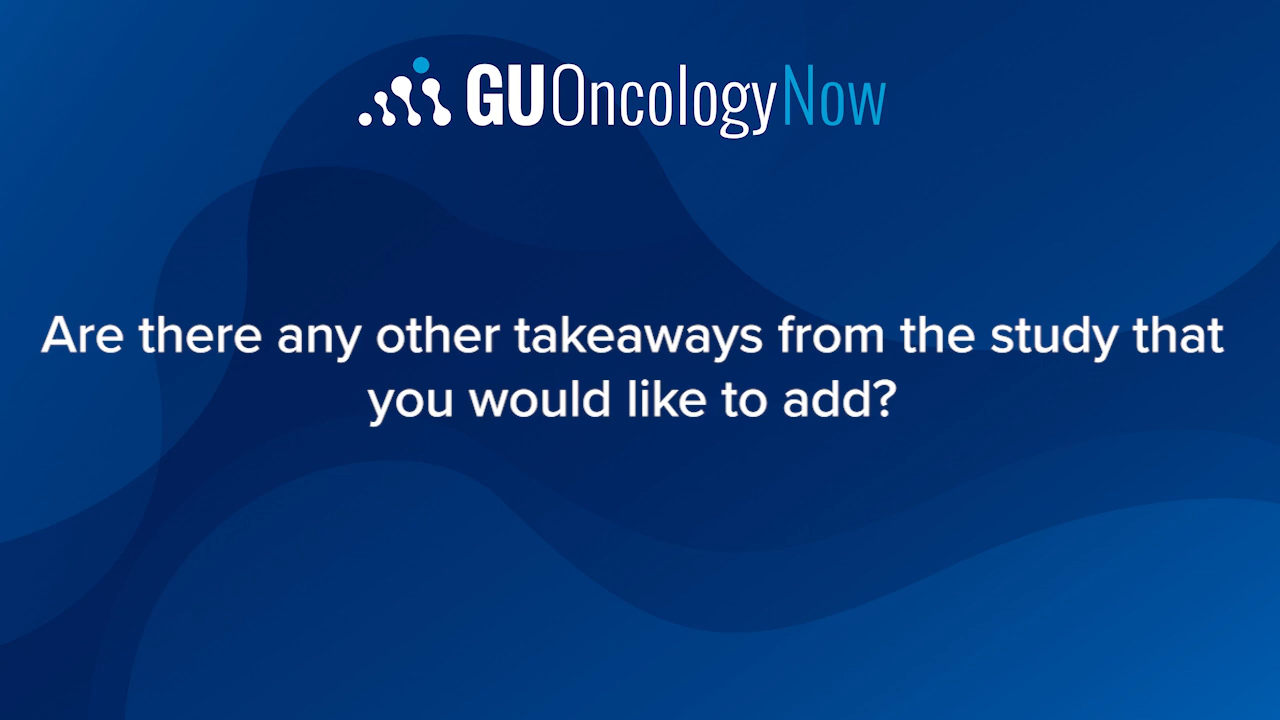 GUOncologyNow
Are there any other takeaways from the study that
you would like to add?